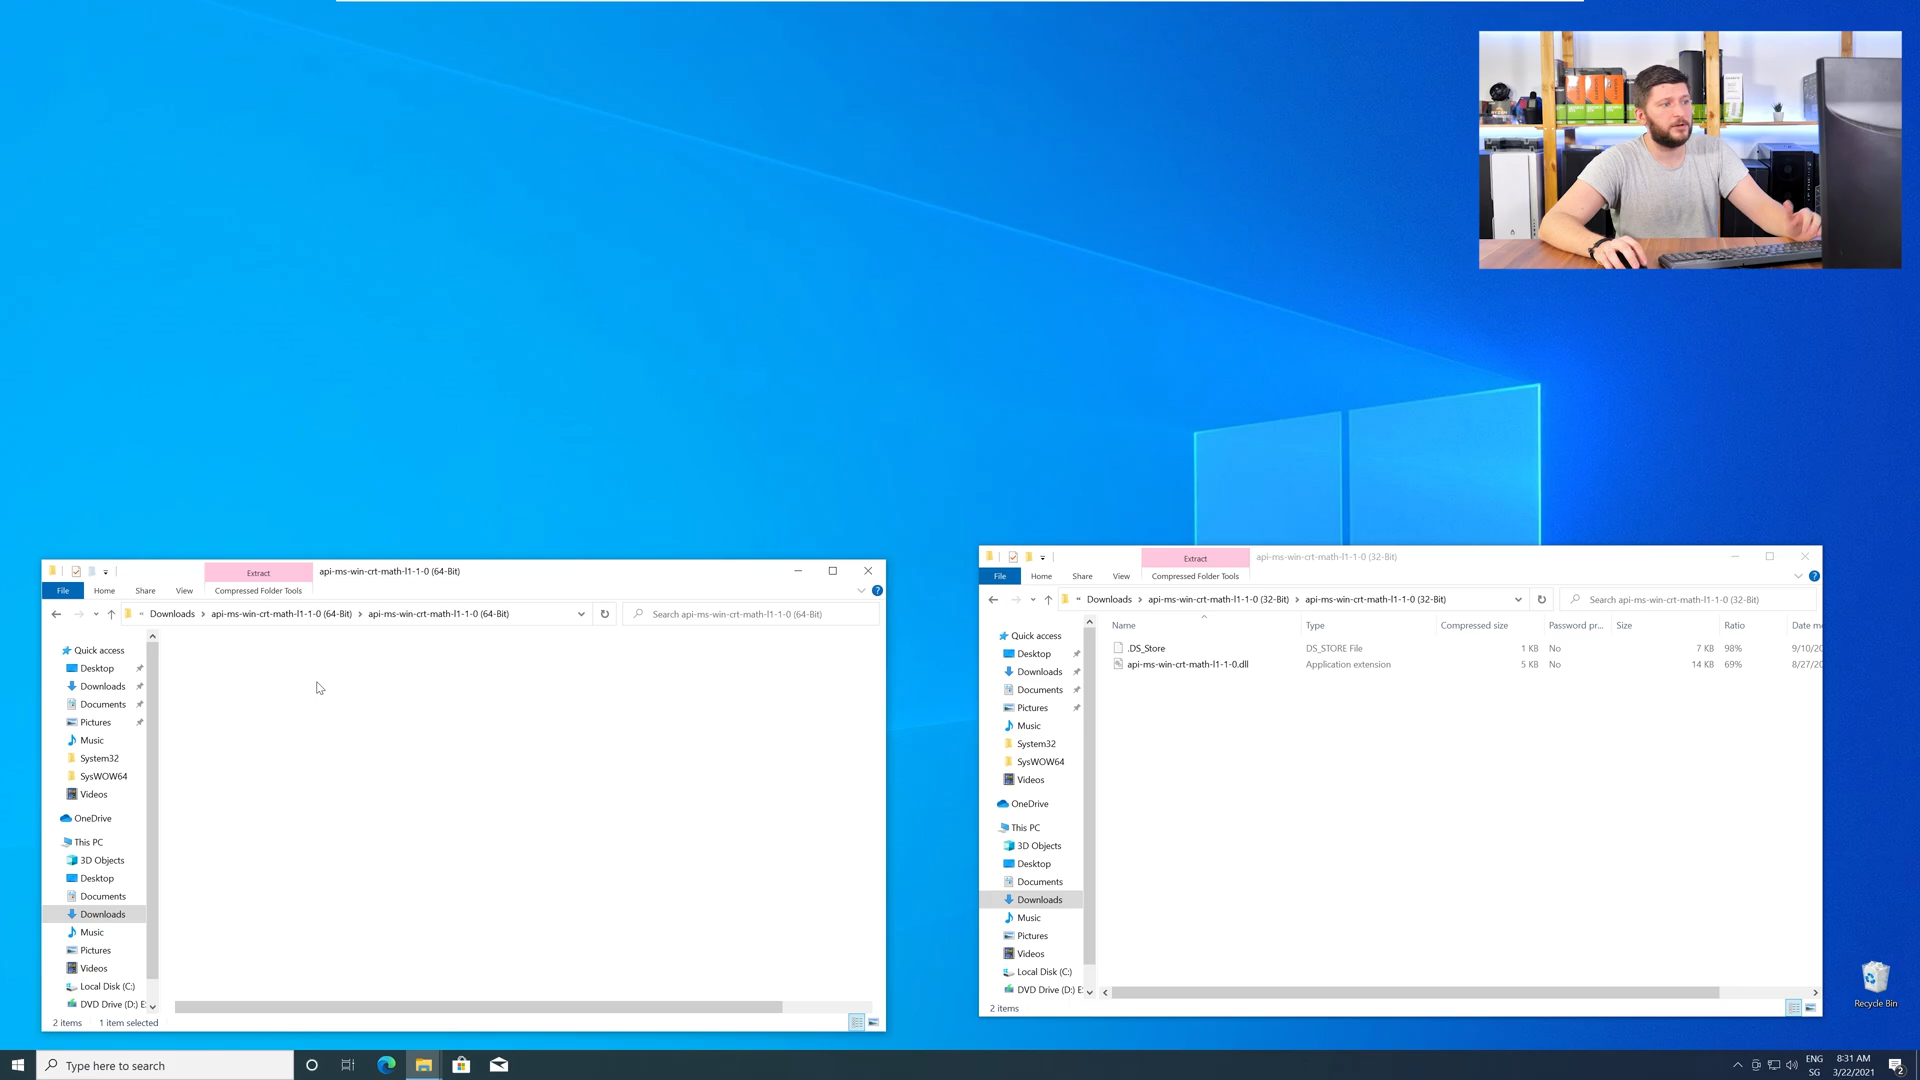 Extract
api-ms-win-crt-math-l1-1-0 (64-Bit)
File
Home
Share
View
Compressed Folder Tools
« Downloads > api-ms-win-crt-math-l1-1-0 (64-Bit) > api-ms-win-crt-math-l1-1-0 (64-Bit)
Search api-ms-win-crt-math-l1-1-0 (64-Bit)
Quick access
Desktop
Downloads
Documents
Pictures
Music
System32
SysWOW64
Videos
OneDrive
This PC
3D Objects
Desktop
Documents
Downloads
Music
Pictures
Videos
Local Disk (C:)
DVD Drive (D:) E
2 items
1 item selected
Extract
api-ms-win-crt-math-l1-1-0 (32-Bit)
File
Home
Share
View
Compressed Folder Tools
« Downloads > api-ms-win-crt-math-l1-1-0 (32-Bit) > api-ms-win-crt-math-l1-1-0 (32-Bit)
Search api-ms-win-crt-math-l1-1-0 (32-Bit)
Name Type Compressed size Password pr... Size Ratio Date m
.DS_Store DS_STORE File 1 KB No 7 KB 98% 9/10/20
api-ms-win-crt-math-l1-1-0.dll Application extension 5 KB No 14 KB 69% 8/27/20
Quick access
Desktop
Downloads
Documents
Pictures
Music
System32
SysWOW64
Videos
OneDrive
This PC
3D Objects
Desktop
Documents
Downloads
Music
Pictures
Videos
Local Disk (C:)
DVD Drive (D:) E
2 items
Recycle Bin
Type here to search
ENG
SG
8:31 AM
3/22/2021
2